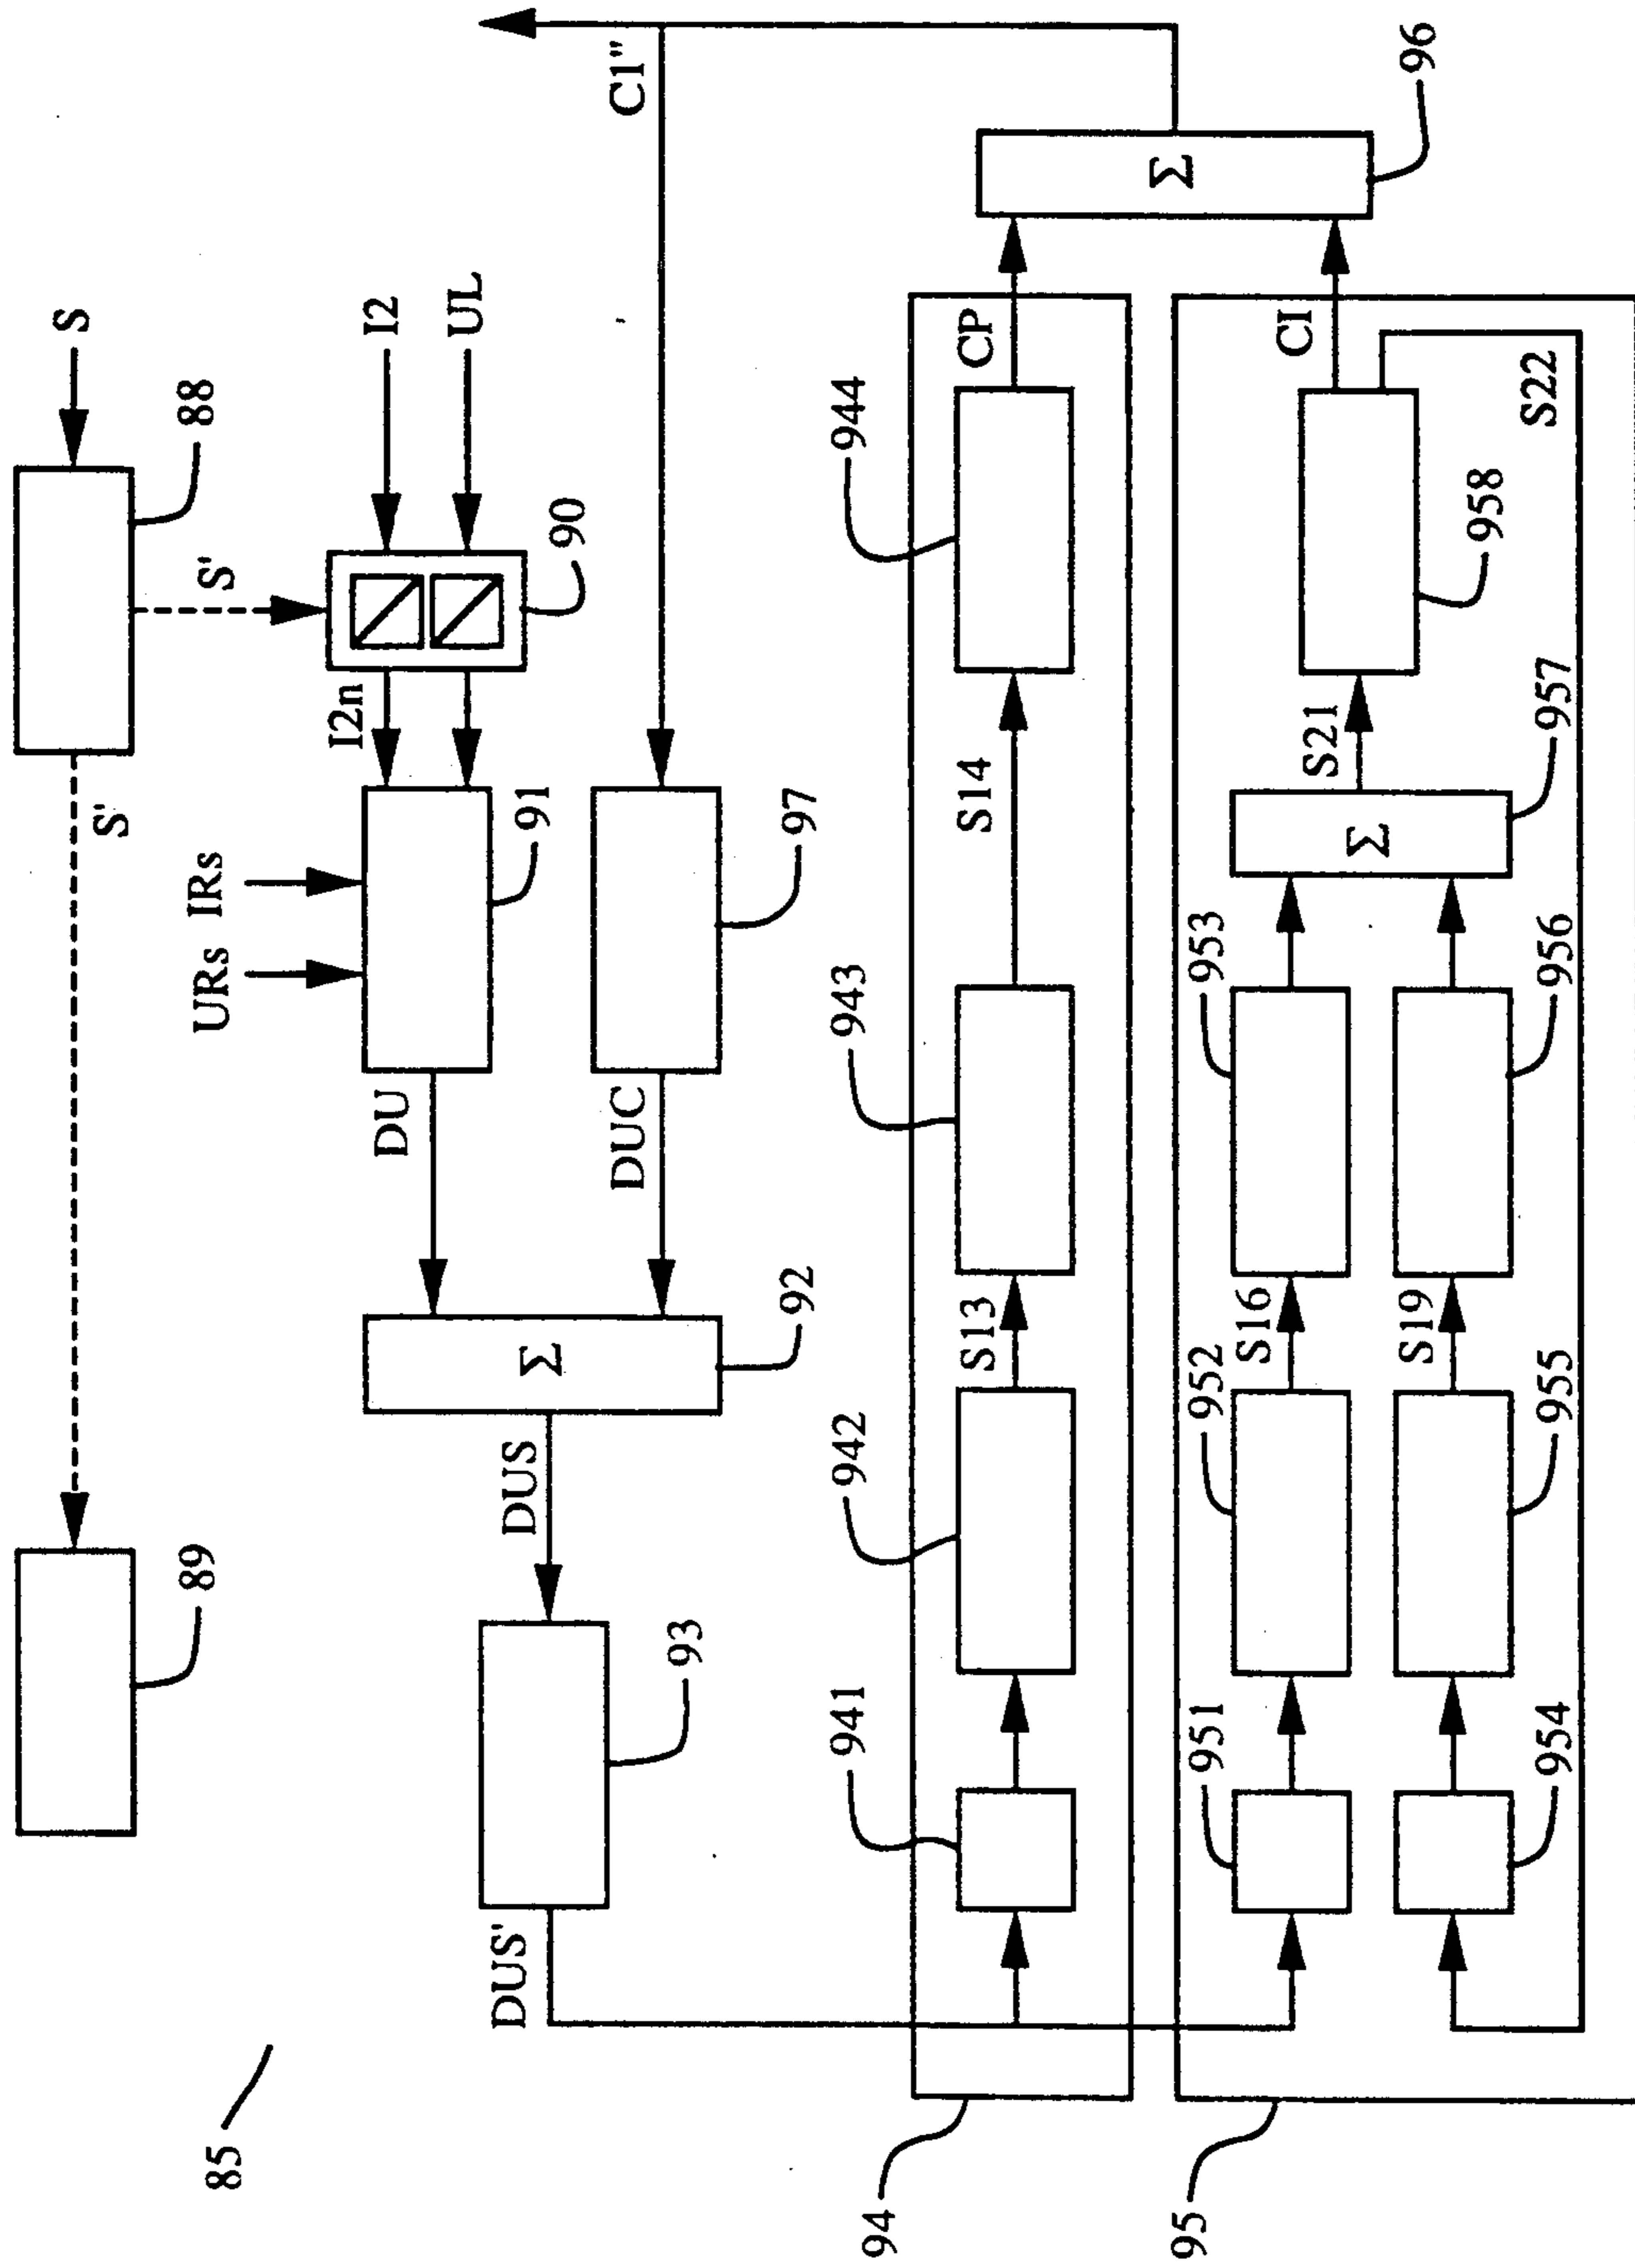 85
89
S'
88
S
S'
URs
IRs
I2n
I2
UL
90
91
DU
DUC
97
C1"
DUS'
93
DUS
Σ
92
94
941
942
S13
943
S14
944
CP
Σ
96
95
951
952
S16
953
954
955
S19
956
Σ
957
S21
958
CI
S22